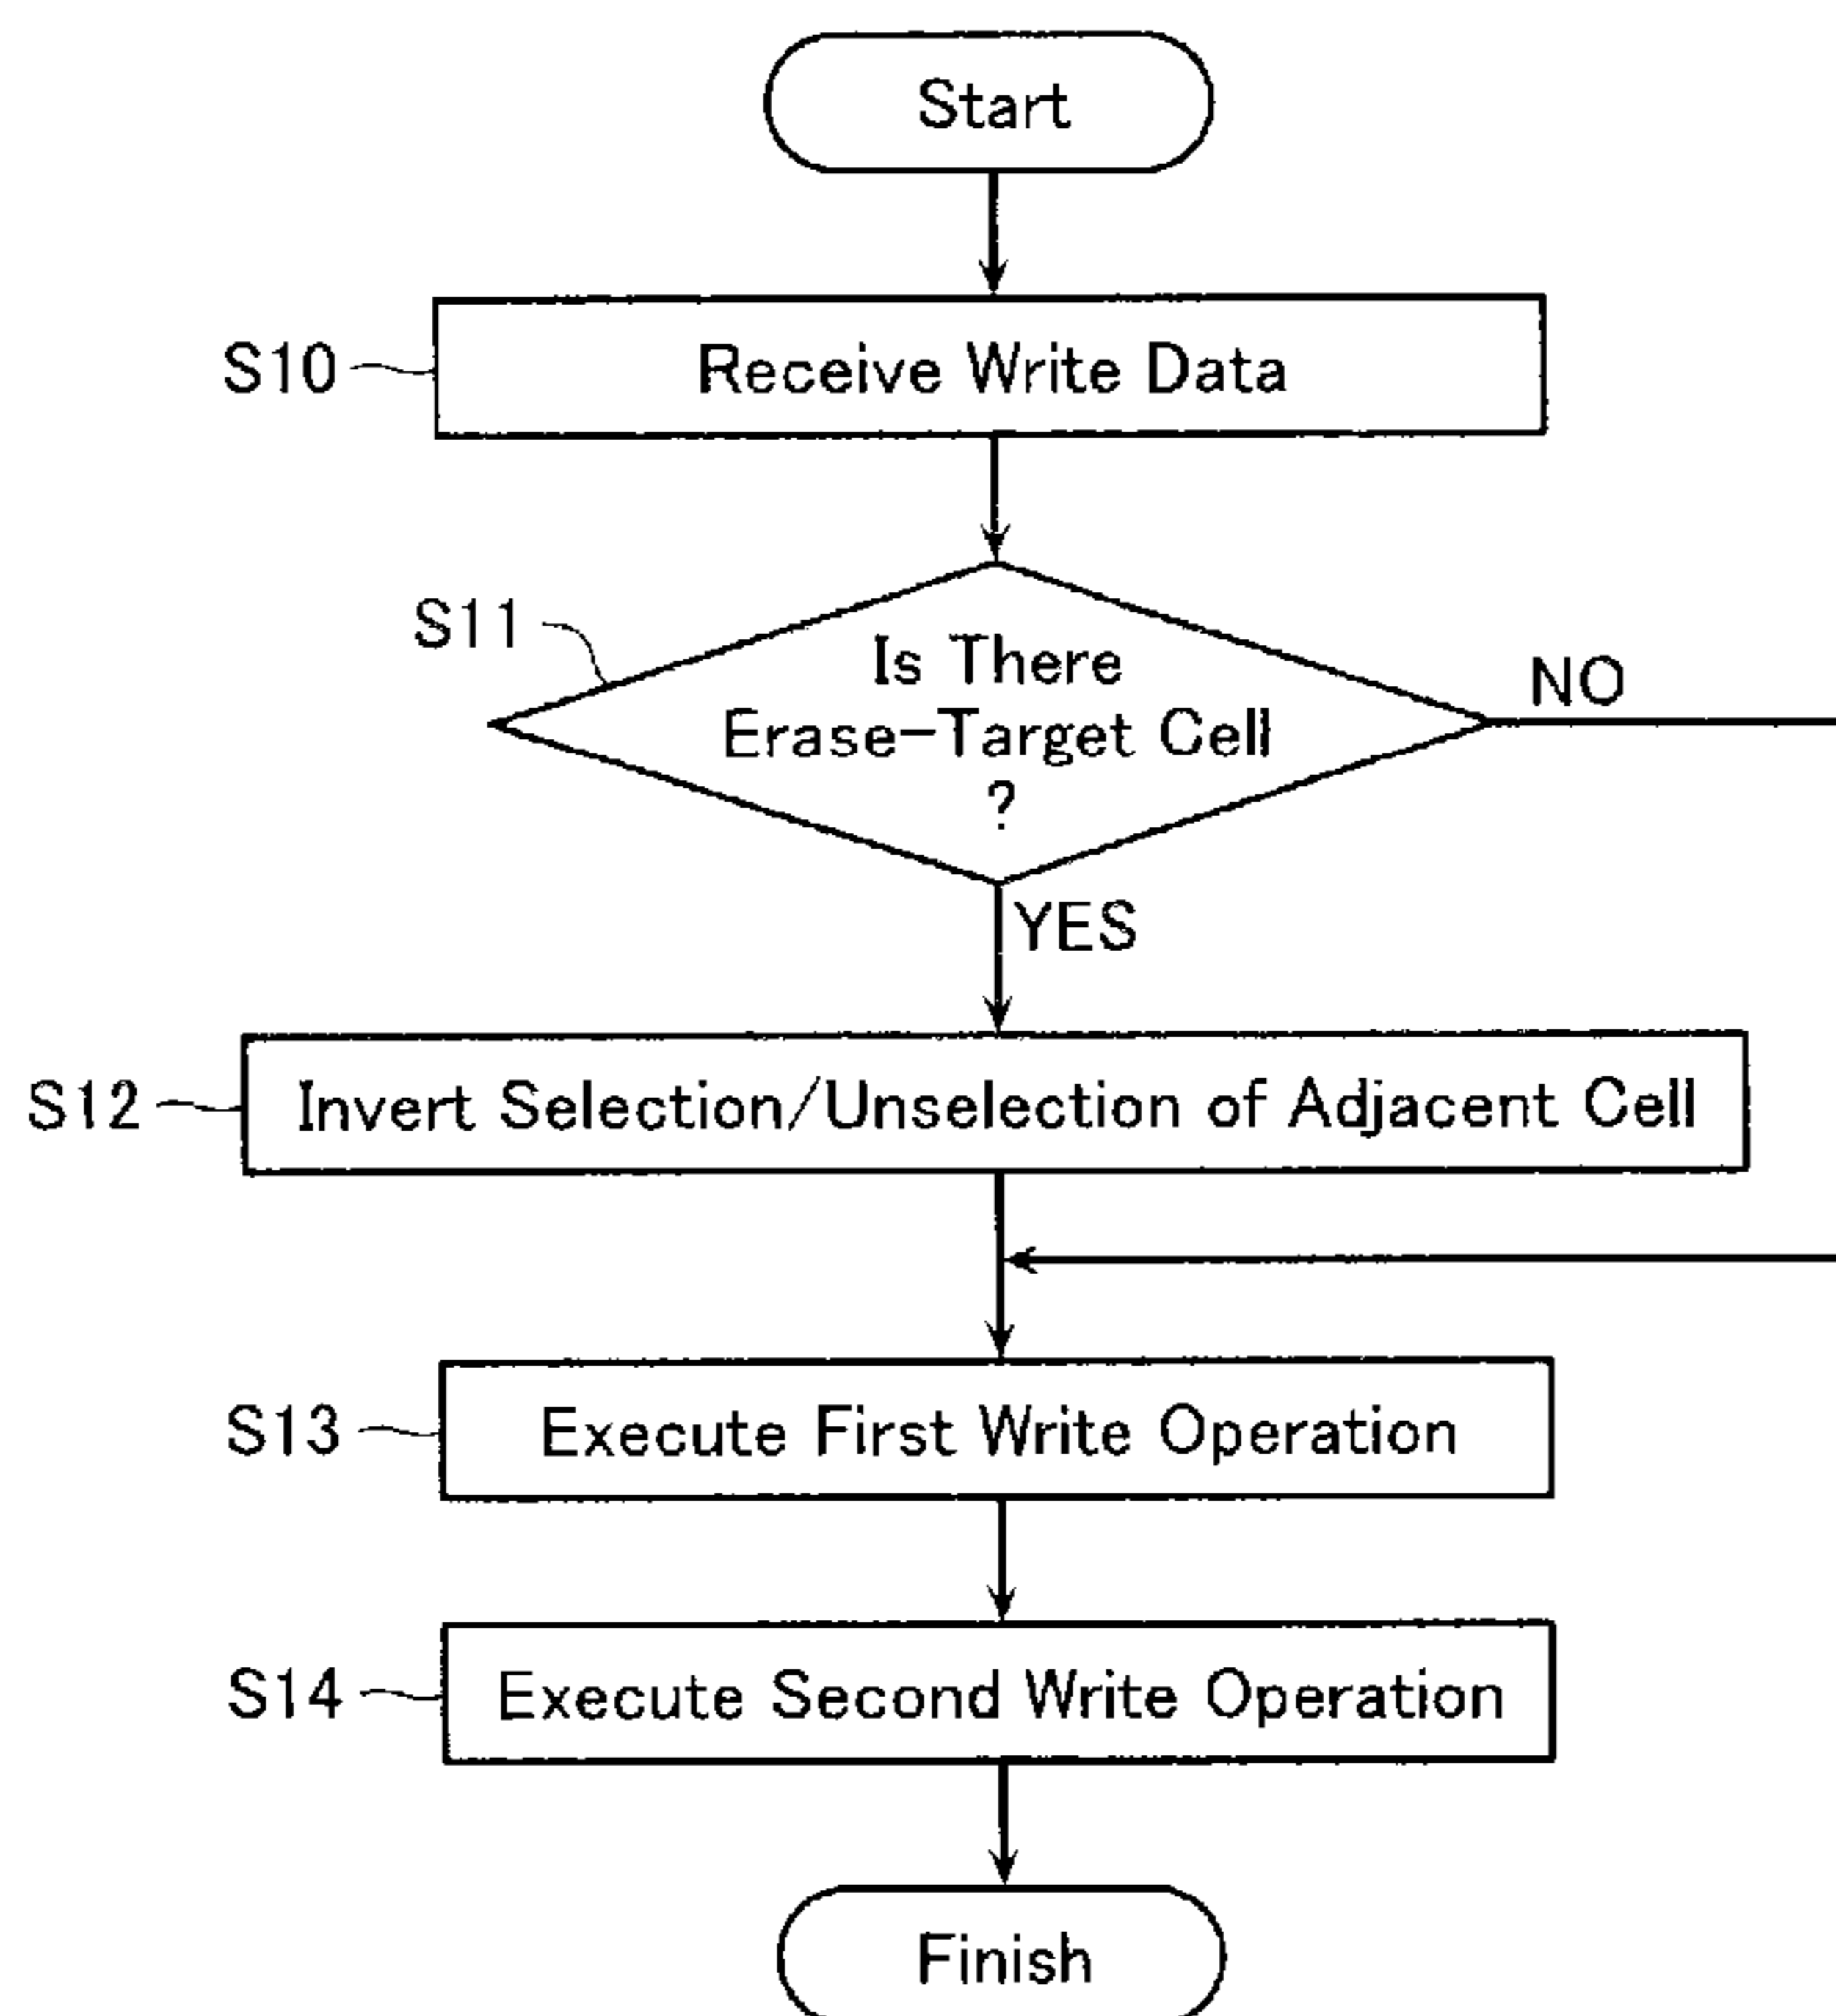 Start
S10
Receive Write Data
S11
Is There
Erase-Target Cell
?
NO
YES
S12
Invert Selection/Unselection of Adjacent Cell
S13
Execute First Write Operation
S14
Execute Second Write Operation
Finish